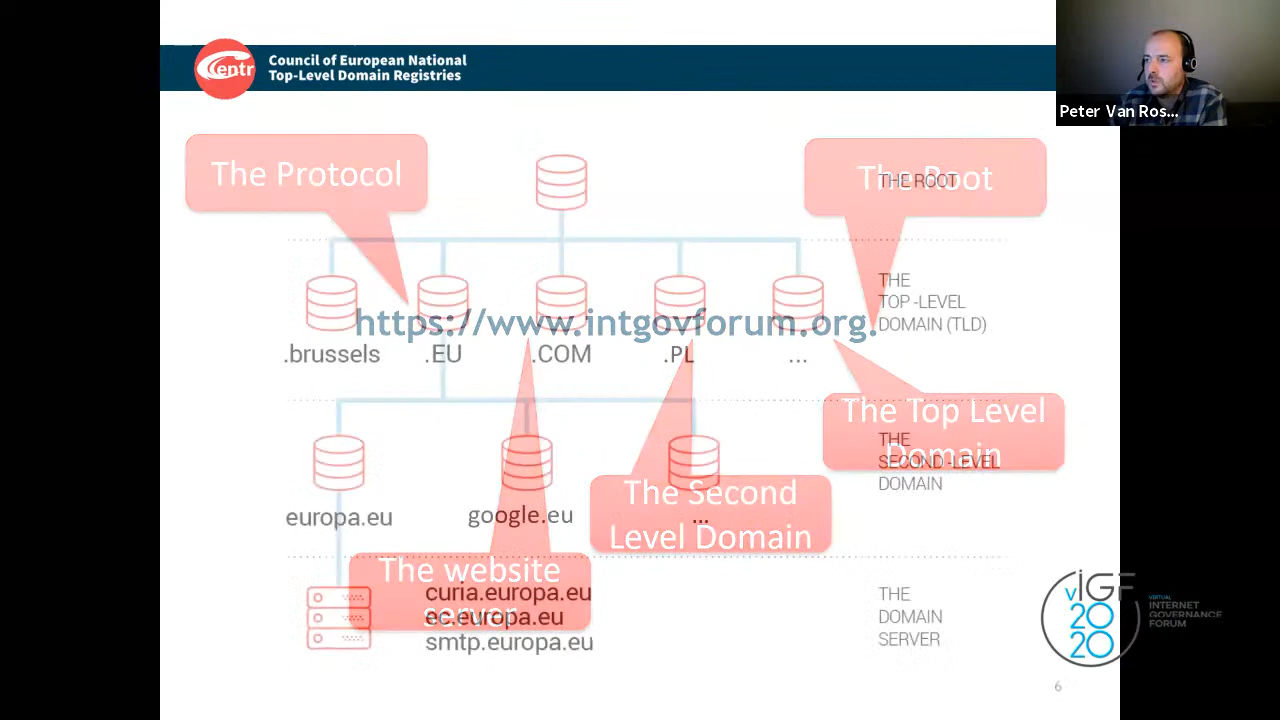 Centr
Council of European National
Top-Level Domain Registries
Peter Van Ros...
The Protocol
The Root
THE ROOT
THE
TOP -LEVEL
DOMAIN (TLD)
https://www.intgovforum.org.
.brussels
.EU
.COM
.PL
...
The Top Level
Domain
THE
SECOND -LEVEL
DOMAIN
The Second
Level Domain
europa.eu
google.eu
...
The website
server
curia.europa.eu
ec.europa.eu
smtp.europa.eu
THE
DOMAIN
SERVER
vIGF
2020
VIRTUAL
INTERNET
GOVERNANCE
FORUM
6